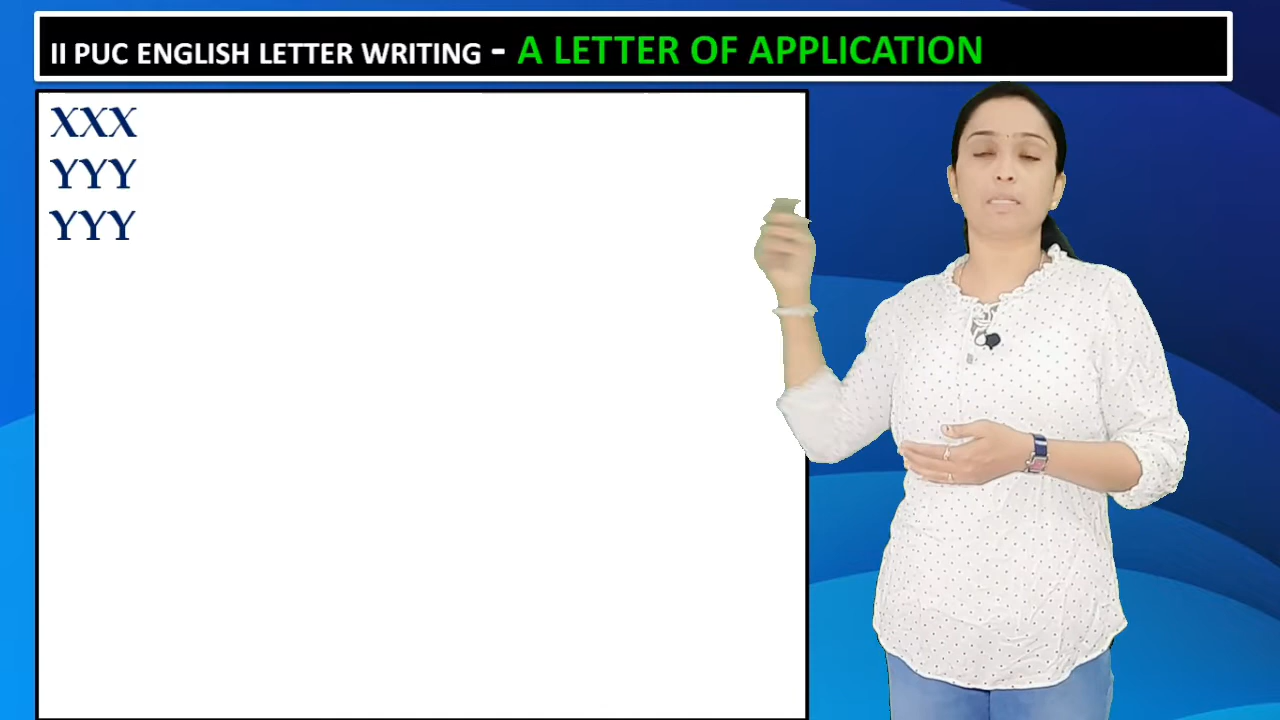 II PUC ENGLISH LETTER WRITING - A LETTER OF APPLICATION
XXX
YYY
YYY